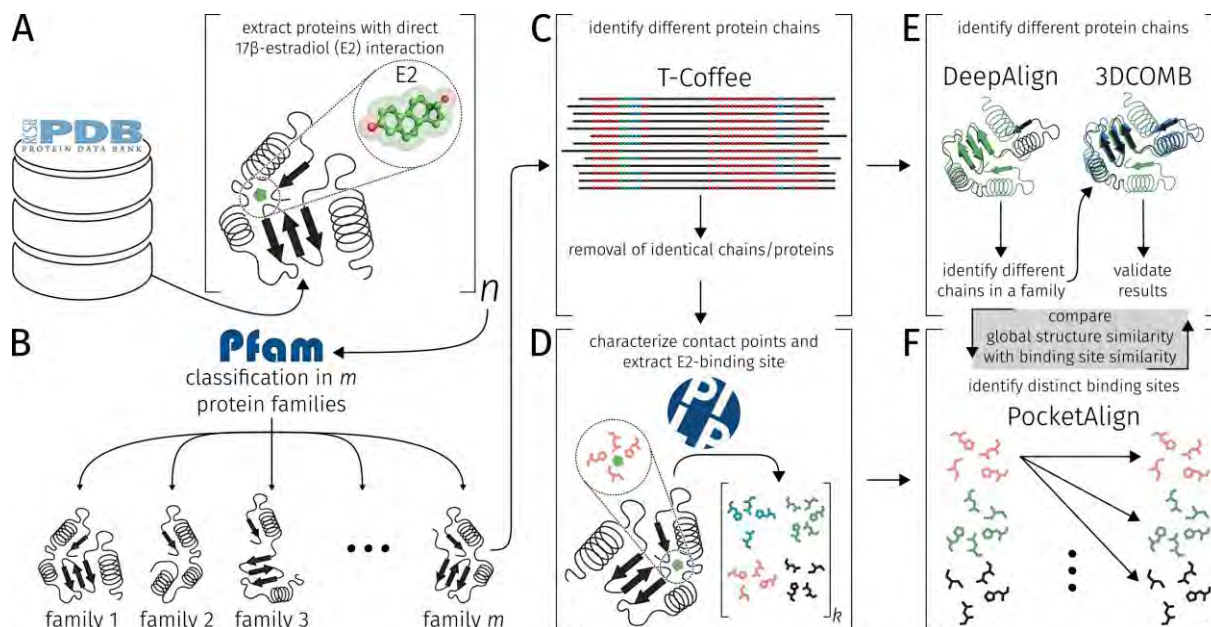 A
extract proteins with direct
17β-estradiol (E2) interaction
E2
RCSB
PDB
PROTEIN DATA BANK
n
B
Pfam
classification in m
protein families
family 1
family 2
family 3
family m
C
identify different protein chains
T-Coffee
removal of identical chains/proteins
D
characterize contact points and
extract E2-binding site
PLIP
k
E
identify different protein chains
DeepAlign
3DCOMB
identify different
chains in a family
validate
results
compare
global structure similarity
with binding site similarity
F
identify distinct binding sites
PocketAlign